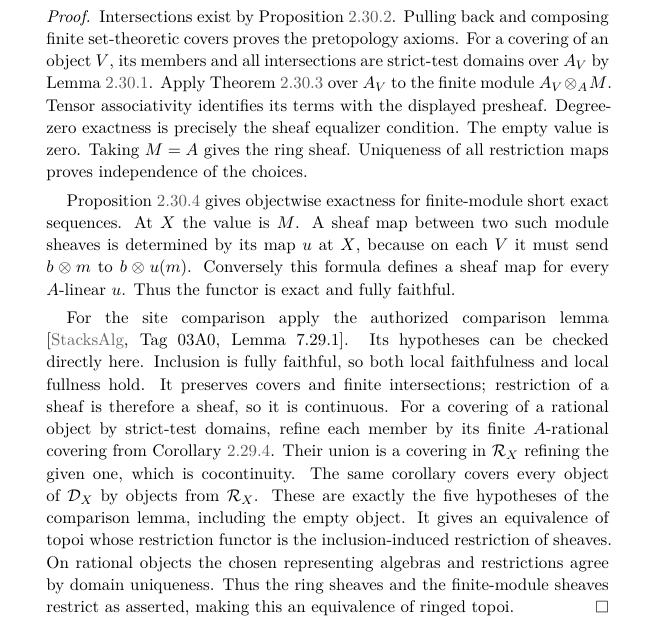 Proof. Intersections exist by Proposition 2.30.2. Pulling back and composing
finite set-theoretic covers proves the pretopology axioms. For a covering of an
object V, its members and all intersections are strict-test domains over A_V by
Lemma 2.30.1. Apply Theorem 2.30.3 over A_V to the finite module A_V ⊗_A M.
Tensor associativity identifies its terms with the displayed presheaf. Degree-
zero exactness is precisely the sheaf equalizer condition. The empty value is
zero. Taking M = A gives the ring sheaf. Uniqueness of all restriction maps
proves independence of the choices.
Proposition 2.30.4 gives objectwise exactness for finite-module short exact
sequences. At X the value is M. A sheaf map between two such module
sheaves is determined by its map u at X, because on each V it must send
b ⊗ m to b ⊗ u(m). Conversely this formula defines a sheaf map for every
A-linear u. Thus the functor is exact and fully faithful.
For the site comparison apply the authorized comparison lemma
[StacksAlg, Tag 03A0, Lemma 7.29.1]. Its hypotheses can be checked
directly here. Inclusion is fully faithful, so both local faithfulness and local
fullness hold. It preserves covers and finite intersections; restriction of a
sheaf is therefore a sheaf, so it is continuous. For a covering of a rational
object by strict-test domains, refine each member by its finite A-rational
covering from Corollary 2.29.4. Their union is a covering in ℛ_X refining the
given one, which is cocontinuity. The same corollary covers every object
of 𝒟_X by objects from ℛ_X. These are exactly the five hypotheses of the
comparison lemma, including the empty object. It gives an equivalence of
topoi whose restriction functor is the inclusion-induced restriction of sheaves.
On rational objects the chosen representing algebras and restrictions agree
by domain uniqueness. Thus the ring sheaves and the finite-module sheaves
restrict as asserted, making this an equivalence of ringed topoi. □